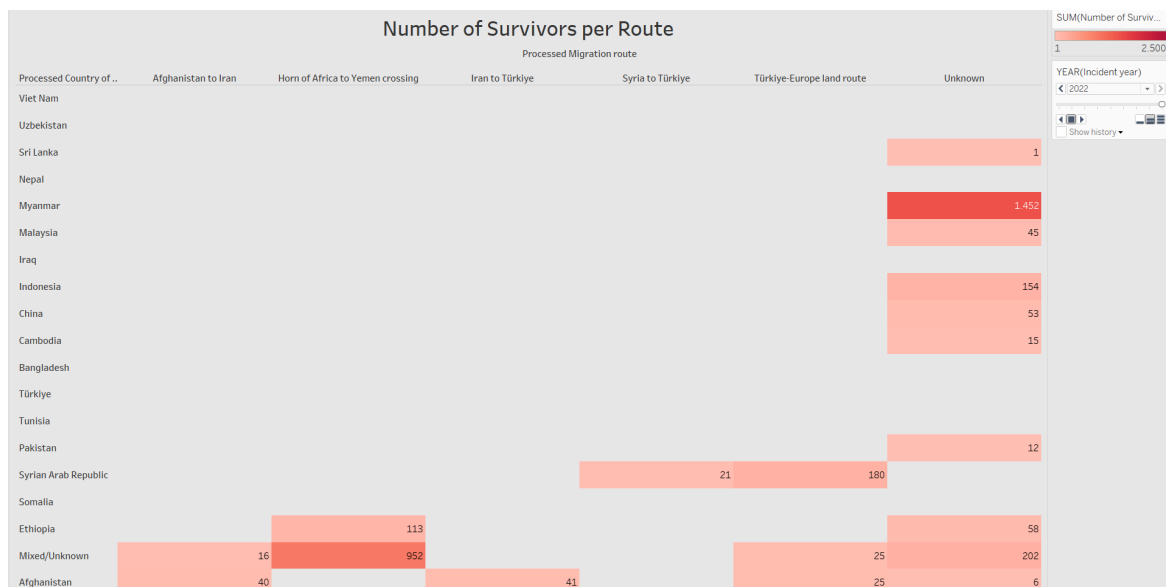 Number of Survivors per Route
Processed Migration route
Processed Country of .. Afghanistan to Iran Horn of Africa to Yemen crossing Iran to Türkiye Syria to Türkiye Türkiye-Europe land route Unknown
Viet Nam
Uzbekistan
Sri Lanka 1
Nepal
Myanmar 1.452
Malaysia 45
Iraq
Indonesia 154
China 53
Cambodia 15
Bangladesh
Türkiye
Tunisia
Pakistan 12
Syrian Arab Republic 21 180
Somalia
Ethiopia 113 58
Mixed/Unknown 16 952 25 202
Afghanistan 40 41 25 6
SUM(Number of Surviv...
1 2.500
YEAR(Incident year)
2022
Show history